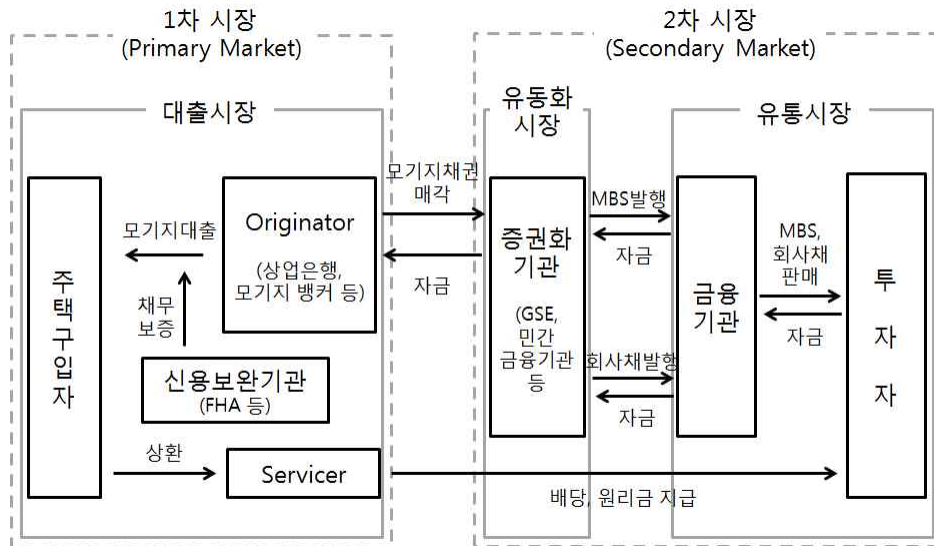 1차 시장
(Primary Market)
2차 시장
(Secondary Market)
대출시장
유동화
시장
유통시장
주
택
구
입
자
모기지대출
Originator
(상업은행,
모기지 뱅커 등)
채무
보증
신용보완기관
(FHA 등)
상환
Servicer
모기지채권
매각
자금
증권화
기관
(GSE,
민간
금융기관
등
MBS발행
자금
회사채발행
자금
금융
기관
MBS,
회사채
판매
자금
투
자
자
배당, 원리금 지급